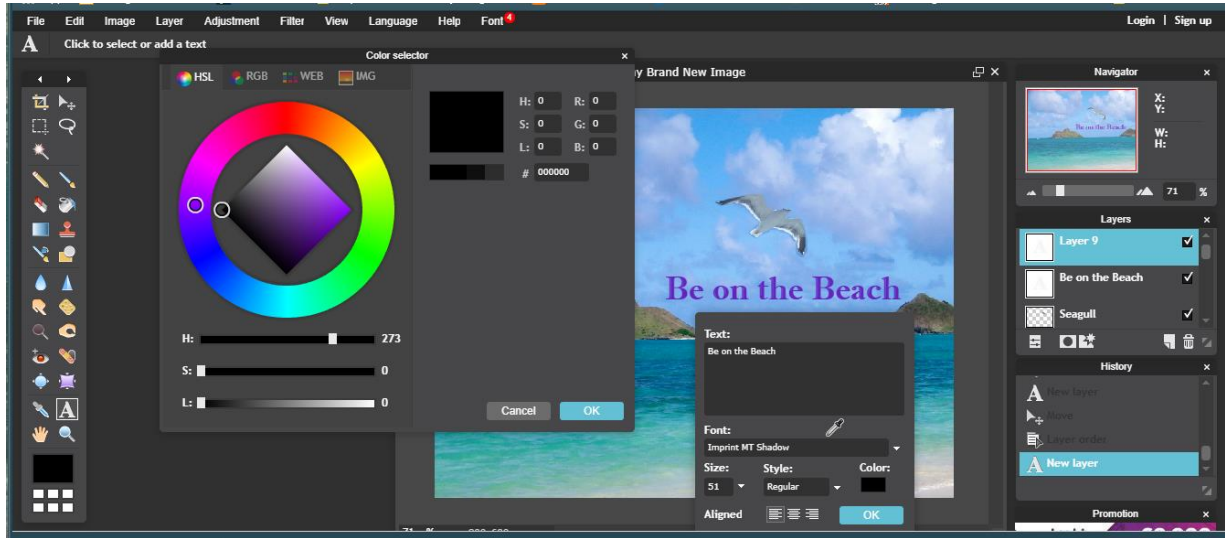 File Edit Image Layer Adjustment Filter View Language Help Font 4 Login | Sign up
A Click to select or add a text
Color selector ×
HSL RGB WEB IMG
H: 0 R: 0
S: 0 G: 0
L: 0 B: 0
# 000000
H: 273
S: 0
L: 0
Cancel OK
y Brand New Image ×
Be on the Beach
Text:
Be on the Beach
Font:
Imprint MT Shadow
Size: Style: Color:
51 Regular
Aligned OK
Navigator ×
Be on the Beach
X:
Y:
W:
H:
71 %
Layers ×
Layer 9
Be on the Beach
Seagull
History ×
A New layer
Move
Layer order
A New layer
Promotion ×
A